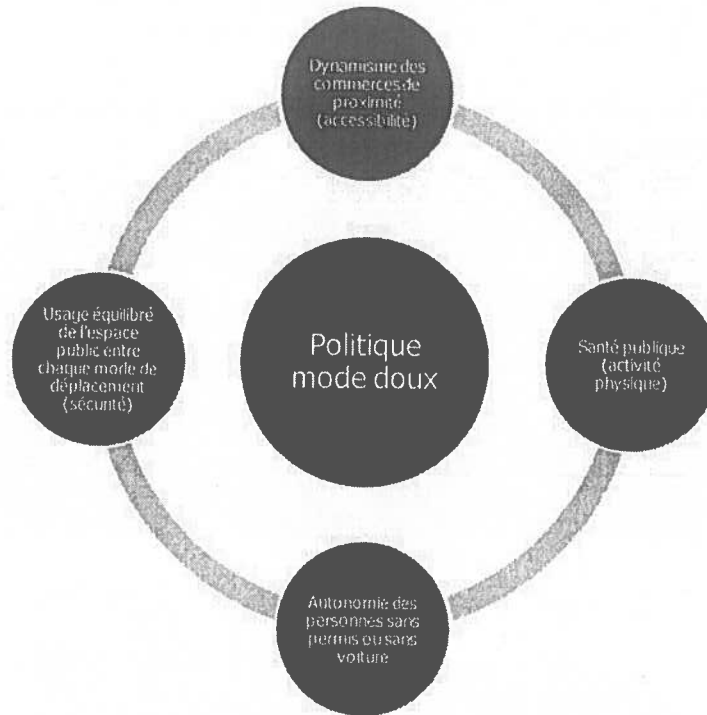 Dynamisme des
commerces de
proximité
(accessibilité)
Usage équilibré
de l'espace
public entre
chaque mode de
déplacement
(sécurité)
Politique
mode doux
Santé publique
(activité
physique)
Autonomie des
personnes sans
permis ou sans
voiture